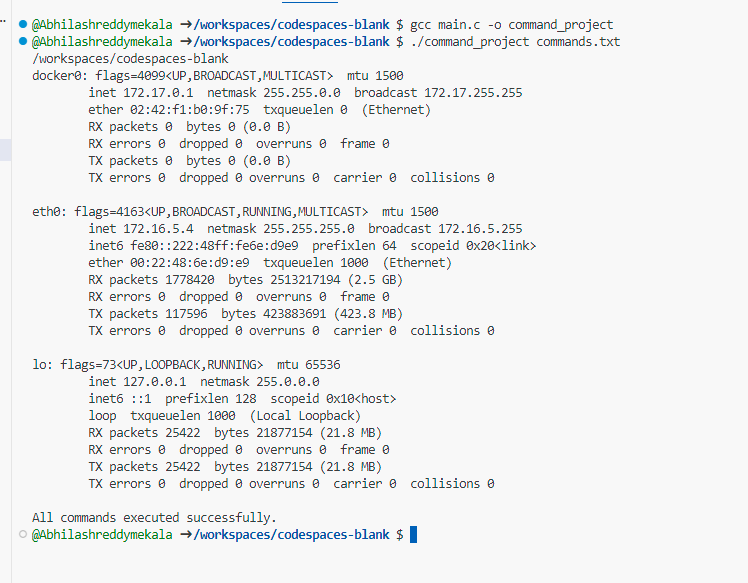 @Abhilashreddymekala ➜/workspaces/codespaces-blank $ gcc main.c -o command_project
@Abhilashreddymekala ➜/workspaces/codespaces-blank $ ./command_project commands.txt
/workspaces/codespaces-blank
docker0: flags=4099<UP,BROADCAST,MULTICAST>  mtu 1500
        inet 172.17.0.1  netmask 255.255.0.0  broadcast 172.17.255.255
        ether 02:42:f1:b0:9f:75  txqueuelen 0  (Ethernet)
        RX packets 0  bytes 0 (0.0 B)
        RX errors 0  dropped 0  overruns 0  frame 0
        TX packets 0  bytes 0 (0.0 B)
        TX errors 0  dropped 0 overruns 0  carrier 0  collisions 0

eth0: flags=4163<UP,BROADCAST,RUNNING,MULTICAST>  mtu 1500
        inet 172.16.5.4  netmask 255.255.255.0  broadcast 172.16.5.255
        inet6 fe80::222:48ff:fe6e:d9e9  prefixlen 64  scopeid 0x20<link>
        ether 00:22:48:6e:d9:e9  txqueuelen 1000  (Ethernet)
        RX packets 1778420  bytes 2513217194 (2.5 GB)
        RX errors 0  dropped 0  overruns 0  frame 0
        TX packets 117596  bytes 423883691 (423.8 MB)
        TX errors 0  dropped 0 overruns 0  carrier 0  collisions 0

lo: flags=73<UP,LOOPBACK,RUNNING>  mtu 65536
        inet 127.0.0.1  netmask 255.0.0.0
        inet6 ::1  prefixlen 128  scopeid 0x10<host>
        loop  txqueuelen 1000  (Local Loopback)
        RX packets 25422  bytes 21877154 (21.8 MB)
        RX errors 0  dropped 0  overruns 0  frame 0
        TX packets 25422  bytes 21877154 (21.8 MB)
        TX errors 0  dropped 0 overruns 0  carrier 0  collisions 0

All commands executed successfully.
@Abhilashreddymekala ➜/workspaces/codespaces-blank $